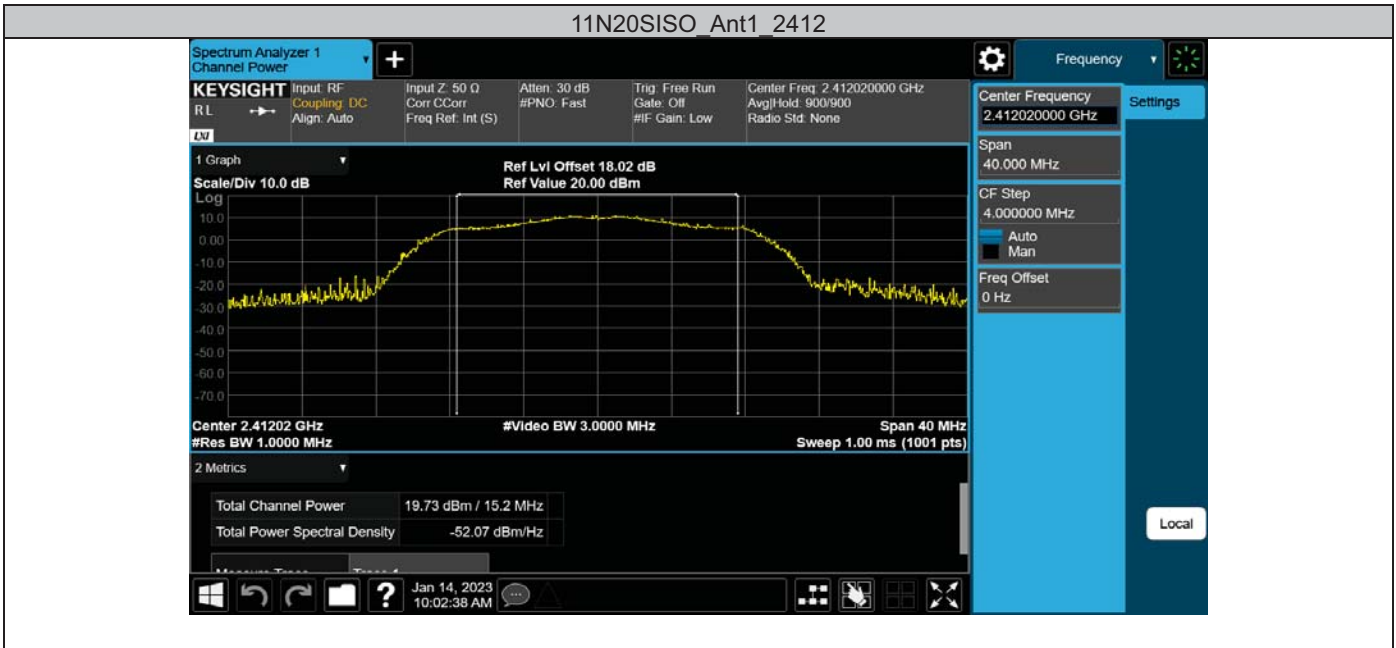 11N20SISO_Ant1_2412
Spectrum Analyzer 1
Channel Power
Frequency
KEYSIGHT
R L
LXI
Input: RF
Coupling: DC
Align: Auto
Input Z: 50 Ω
Corr CCorr
Freq Ref: Int (S)
Atten: 30 dB
#PNO: Fast
Trig: Free Run
Gate: Off
#IF Gain: Low
Center Freq: 2.412020000 GHz
Avg|Hold: 900/900
Radio Std: None
Center Frequency
2.412020000 GHz
Settings
Span
40.000 MHz
CF Step
4.000000 MHz
Auto
Man
Freq Offset
0 Hz
Local
1 Graph
Scale/Div 10.0 dB
Ref Lvl Offset 18.02 dB
Ref Value 20.00 dBm
Log
10.0
0.00
-10.0
-20.0
-30.0
-40.0
-50.0
-60.0
-70.0
Center 2.41202 GHz
#Video BW 3.0000 MHz
Span 40 MHz
#Res BW 1.0000 MHz
Sweep 1.00 ms (1001 pts)
2 Metrics
Total Channel Power 19.73 dBm / 15.2 MHz
Total Power Spectral Density -52.07 dBm/Hz
Jan 14, 2023
10:02:38 AM